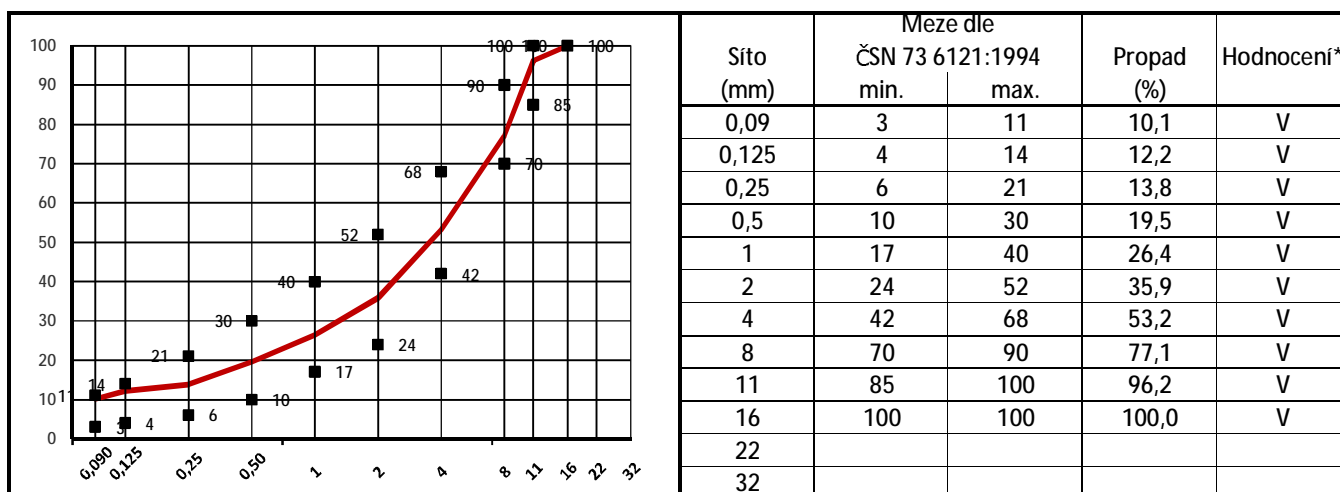 100 100 100 100
90 90 85
80
70 68 70
60
50 52 42
40 40
30 30 24
20 21 17
10 11 14 10 6
0 3 4
0,090 0,125 0,25 0,50 1 2 4 8 11 16 22 32
Meze dle
Síto ČSN 73 6121:1994 Propad Hodnocení*
(mm) min. max. (%)
0,09 3 11 10,1 V
0,125 4 14 12,2 V
0,25 6 21 13,8 V
0,5 10 30 19,5 V
1 17 40 26,4 V
2 24 52 35,9 V
4 42 68 53,2 V
8 70 90 77,1 V
11 85 100 96,2 V
16 100 100 100,0 V
22
32